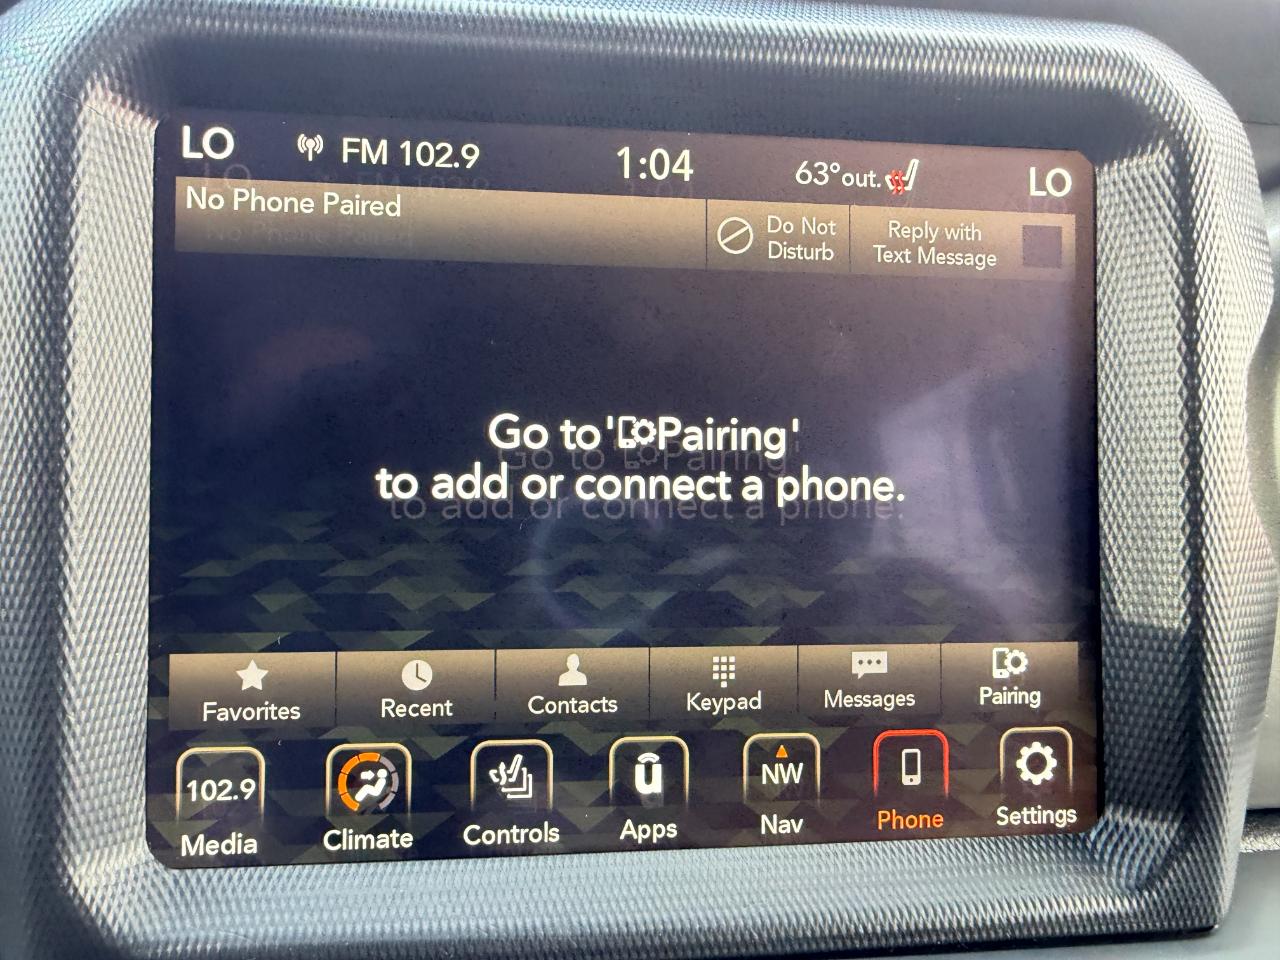 LO FM 102.9 1:04 63°out. LO
No Phone Paired
Do Not
Disturb
Reply with
Text Message
Go to 'Pairing'
to add or connect a phone.
Favorites Recent Contacts Keypad Messages Pairing
102.9 u NW
Media Climate Controls Apps Nav Phone Settings